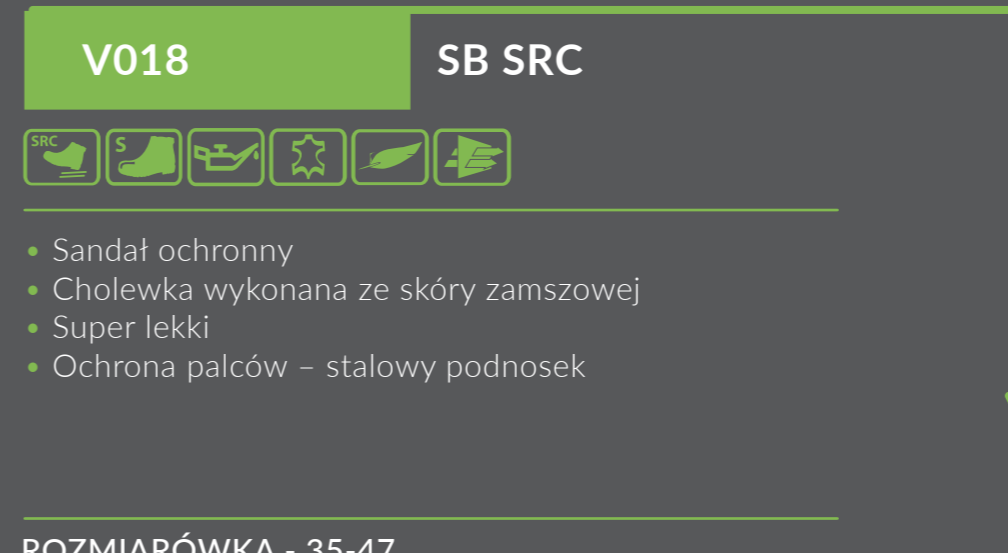 V018
SB SRC
SRC
S
• Sandał ochronny
• Cholewka wykonana ze skóry zamszowej
• Super lekki
• Ochrona palców – stalowy podnosek
ROZMIARÓWKA - 35-47